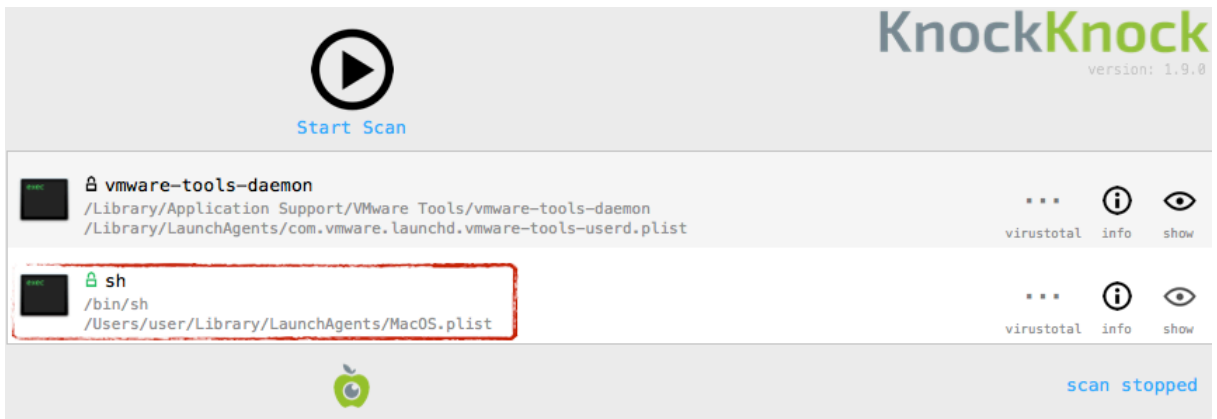 KnockKnock
version: 1.9.0
Start Scan
exec
vmware-tools-daemon
/Library/Application Support/VMware Tools/vmware-tools-daemon
/Library/LaunchAgents/com.vmware.launchd.vmware-tools-userd.plist
virustotal info show
exec
sh
/bin/sh
/Users/user/Library/LaunchAgents/MacOS.plist
virustotal info show
scan stopped